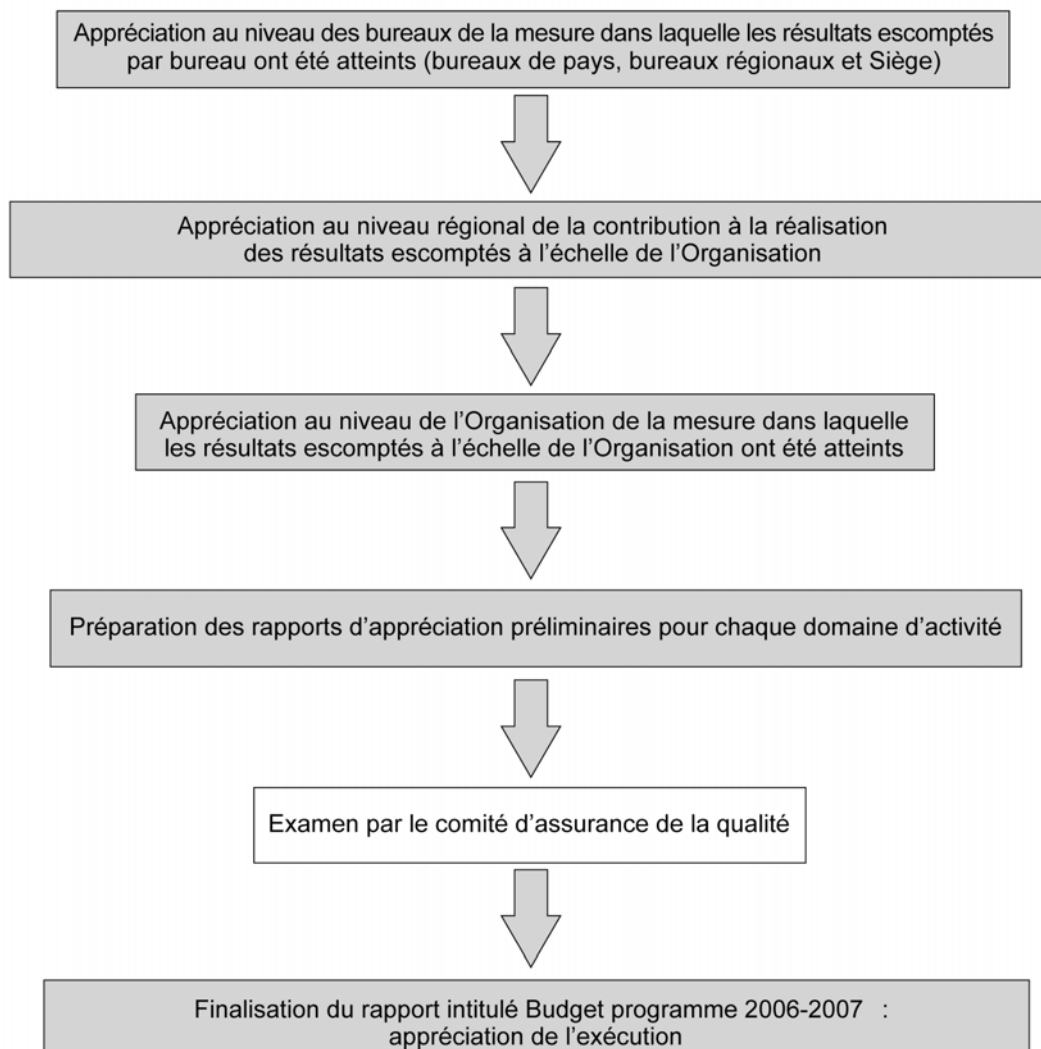 Appréciation au niveau des bureaux de la mesure dans laquelle les résultats escomptés
par bureau ont été atteints (bureaux de pays, bureaux régionaux et Siège)
Appréciation au niveau régional de la contribution à la réalisation
des résultats escomptés à l’échelle de l’Organisation
Appréciation au niveau de l’Organisation de la mesure dans laquelle
les résultats escomptés à l’échelle de l’Organisation ont été atteints
Préparation des rapports d’appréciation préliminaires pour chaque domaine d’activité
Examen par le comité d’assurance de la qualité
Finalisation du rapport intitulé Budget programme 2006-2007 :
appréciation de l’exécution